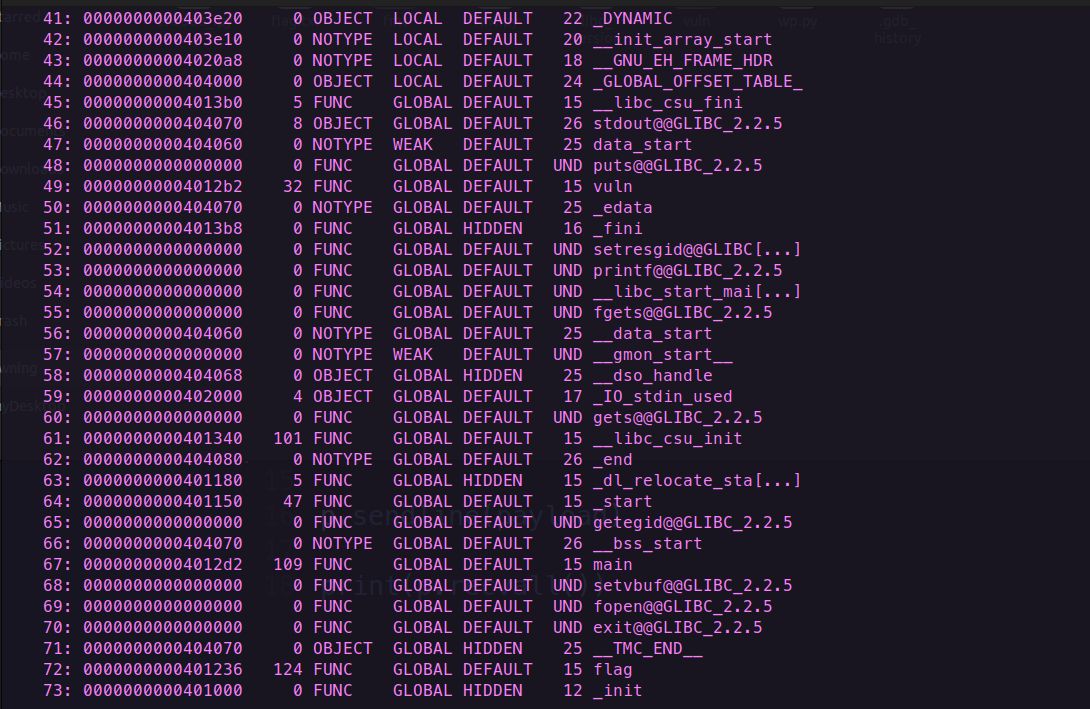 41: 0000000000403e20     0 OBJECT  LOCAL  DEFAULT   22 _DYNAMIC
42: 0000000000403e10     0 NOTYPE  LOCAL  DEFAULT   20 __init_array_start
43: 00000000004020a8     0 NOTYPE  LOCAL  DEFAULT   18 __GNU_EH_FRAME_HDR
44: 0000000000404000     0 OBJECT  LOCAL  DEFAULT   24 _GLOBAL_OFFSET_TABLE_
45: 00000000004013b0     5 FUNC    GLOBAL DEFAULT   15 __libc_csu_fini
46: 0000000000404070     8 OBJECT  GLOBAL DEFAULT   26 stdout@@GLIBC_2.2.5
47: 0000000000404060     0 NOTYPE  WEAK   DEFAULT   25 data_start
48: 0000000000000000     0 FUNC    GLOBAL DEFAULT  UND puts@@GLIBC_2.2.5
49: 00000000004012b2    32 FUNC    GLOBAL DEFAULT   15 vuln
50: 0000000000404070     0 NOTYPE  GLOBAL DEFAULT   25 _edata
51: 00000000004013b8     0 FUNC    GLOBAL HIDDEN    16 _fini
52: 0000000000000000     0 FUNC    GLOBAL DEFAULT  UND setresgid@@GLIBC[...]
53: 0000000000000000     0 FUNC    GLOBAL DEFAULT  UND printf@@GLIBC_2.2.5
54: 0000000000000000     0 FUNC    GLOBAL DEFAULT  UND __libc_start_mai[...]
55: 0000000000000000     0 FUNC    GLOBAL DEFAULT  UND fgets@@GLIBC_2.2.5
56: 0000000000404060     0 NOTYPE  GLOBAL DEFAULT   25 __data_start
57: 0000000000000000     0 NOTYPE  WEAK   DEFAULT  UND __gmon_start__
58: 0000000000404068     0 OBJECT  GLOBAL HIDDEN    25 __dso_handle
59: 0000000000402000     4 OBJECT  GLOBAL DEFAULT   17 _IO_stdin_used
60: 0000000000000000     0 FUNC    GLOBAL DEFAULT  UND gets@@GLIBC_2.2.5
61: 0000000000401340   101 FUNC    GLOBAL DEFAULT   15 __libc_csu_init
62: 0000000000404080     0 NOTYPE  GLOBAL DEFAULT   26 _end
63: 0000000000401180     5 FUNC    GLOBAL HIDDEN    15 _dl_relocate_sta[...]
64: 0000000000401150    47 FUNC    GLOBAL DEFAULT   15 _start
65: 0000000000000000     0 FUNC    GLOBAL DEFAULT  UND getegid@@GLIBC_2.2.5
66: 0000000000404070     0 NOTYPE  GLOBAL DEFAULT   26 __bss_start
67: 00000000004012d2   109 FUNC    GLOBAL DEFAULT   15 main
68: 0000000000000000     0 FUNC    GLOBAL DEFAULT  UND setvbuf@@GLIBC_2.2.5
69: 0000000000000000     0 FUNC    GLOBAL DEFAULT  UND fopen@@GLIBC_2.2.5
70: 0000000000000000     0 FUNC    GLOBAL DEFAULT  UND exit@@GLIBC_2.2.5
71: 0000000000404070     0 OBJECT  GLOBAL HIDDEN    25 __TMC_END__
72: 0000000000401236   124 FUNC    GLOBAL DEFAULT   15 flag
73: 0000000000401000     0 FUNC    GLOBAL HIDDEN    12 _init